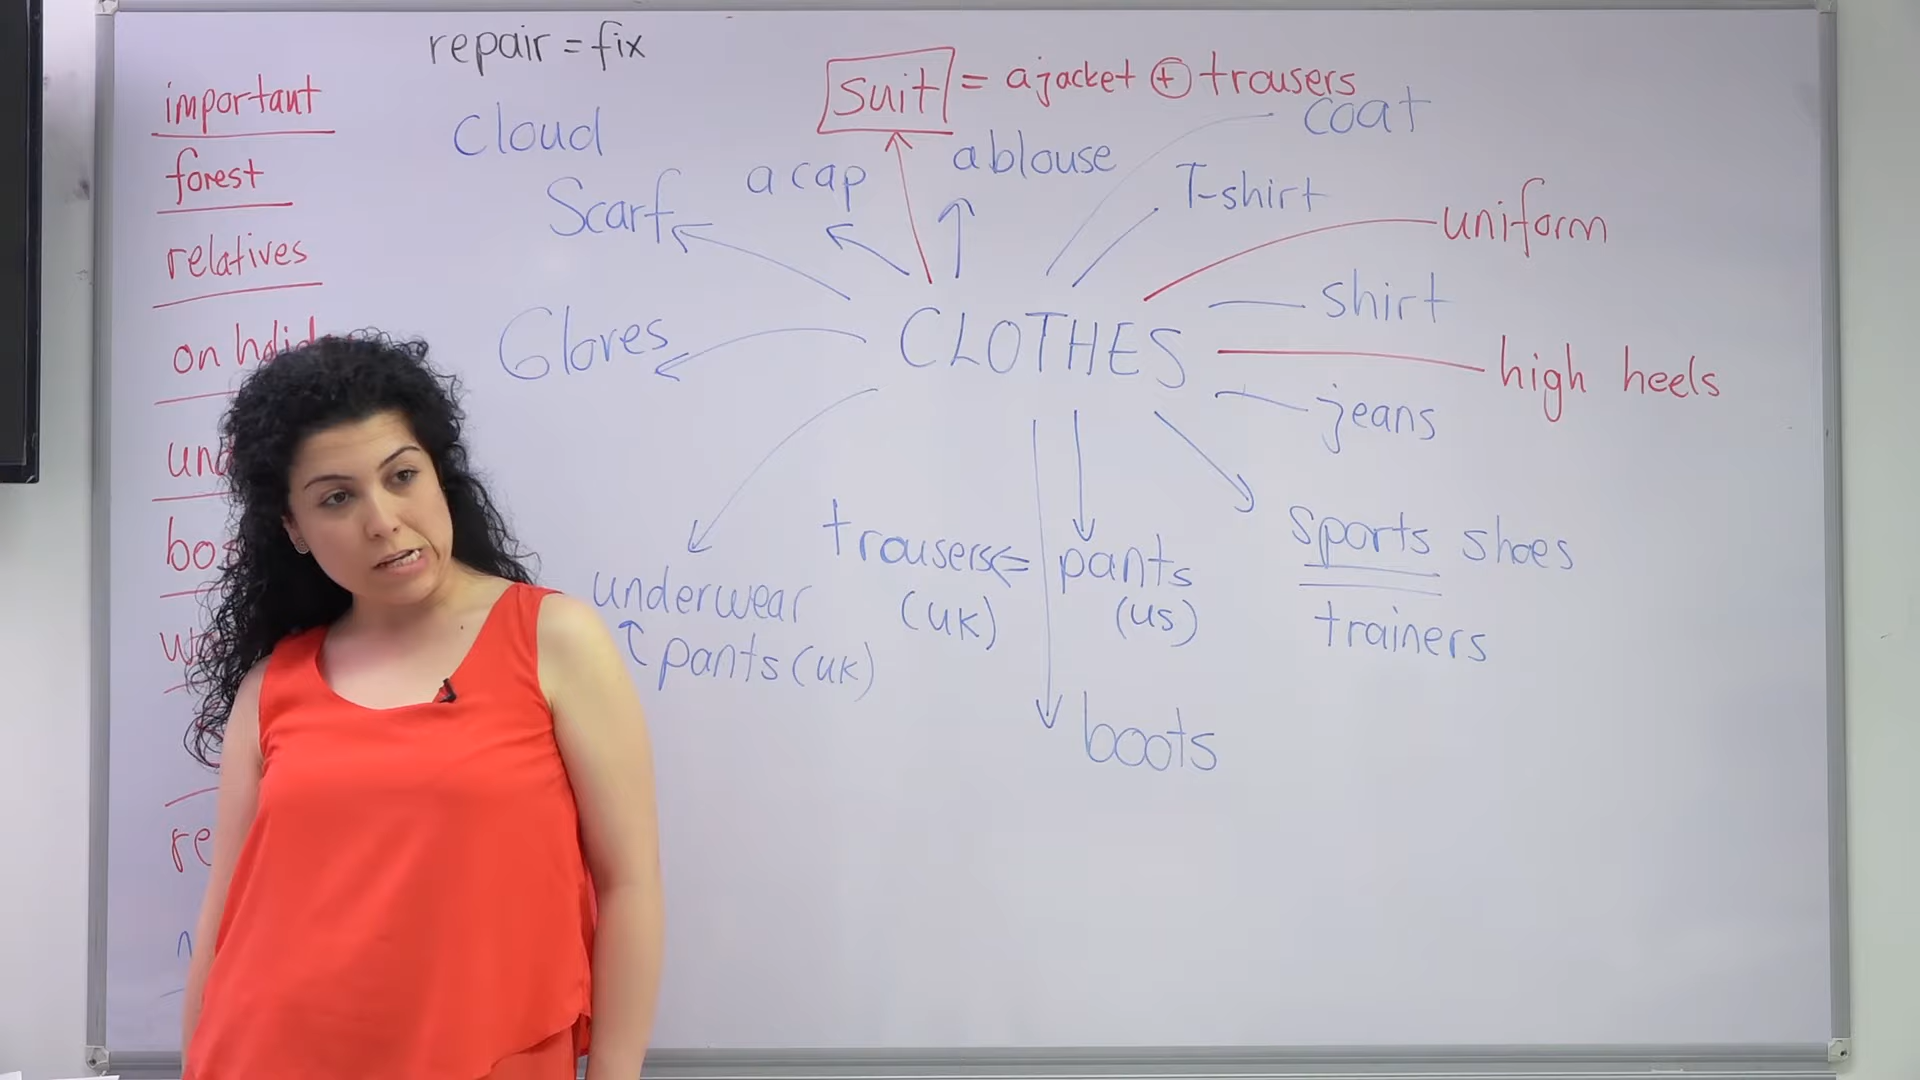 repair = fix
important
forest
relatives
on
Cloud
Scarf
a cap
suit = a jacket + trousers
a blouse
coat
T-shirt
uniform
shirt
high heels
jeans
Gloves
CLOTHES
sports shoes
trainers
trousers <= pants
(UK) (US)
underwear
pants (UK)
boots